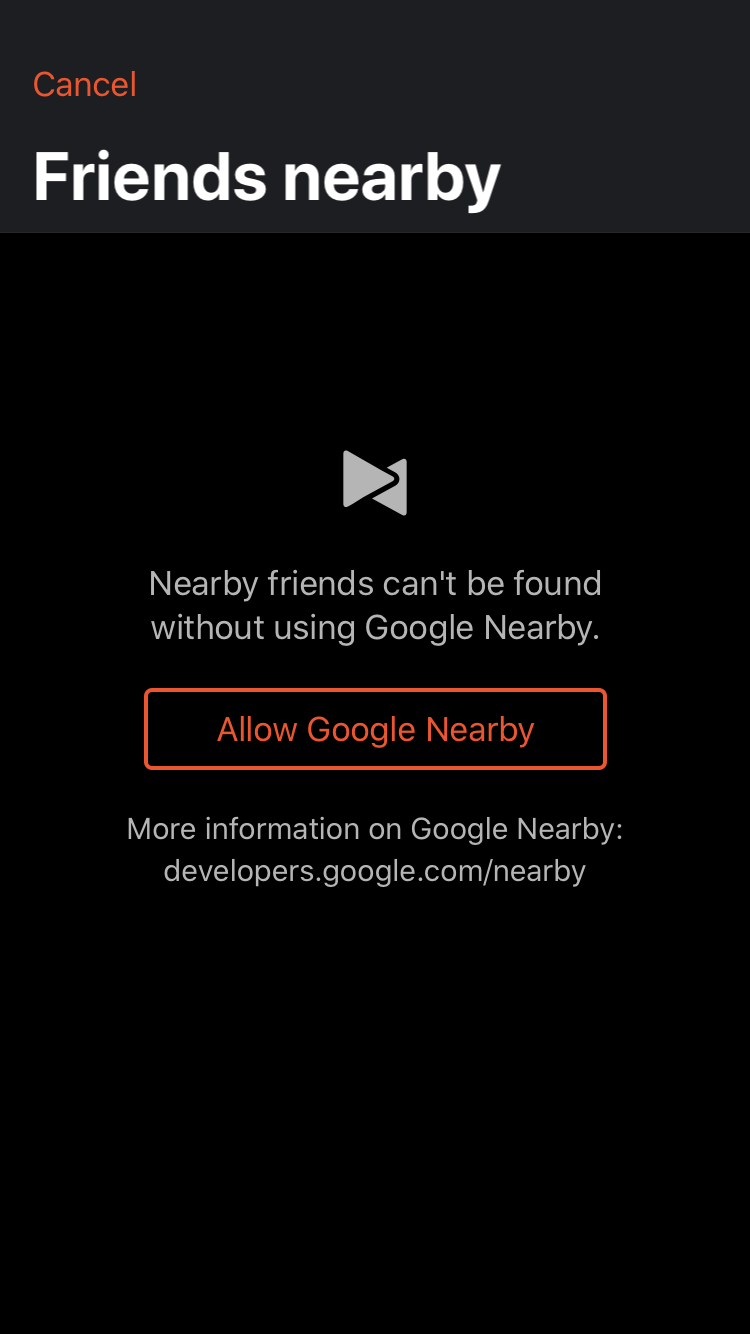 Cancel
Friends nearby
Nearby friends can't be found
without using Google Nearby.
Allow Google Nearby
More information on Google Nearby:
developers.google.com/nearby